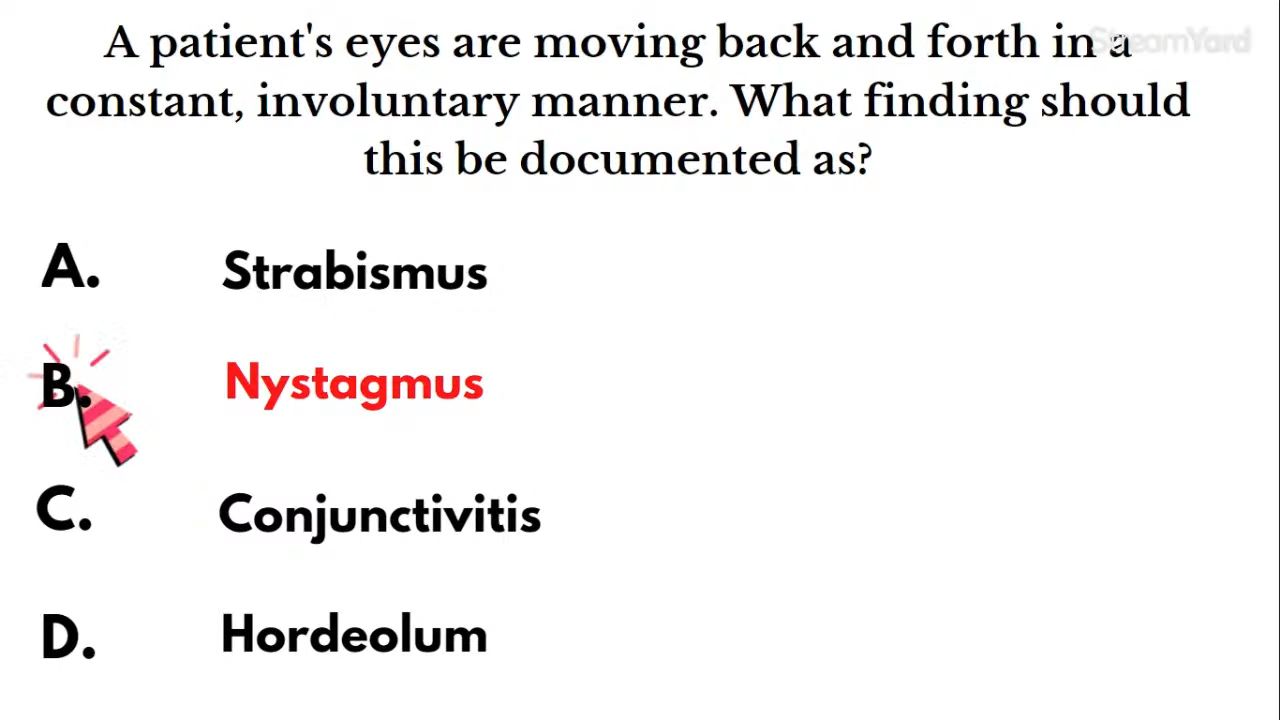 A patient's eyes are moving back and forth in a
StreamYard
constant, involuntary manner. What finding should
this be documented as?
A. Strabismus
B. Nystagmus
C. Conjunctivitis
D. Hordeolum